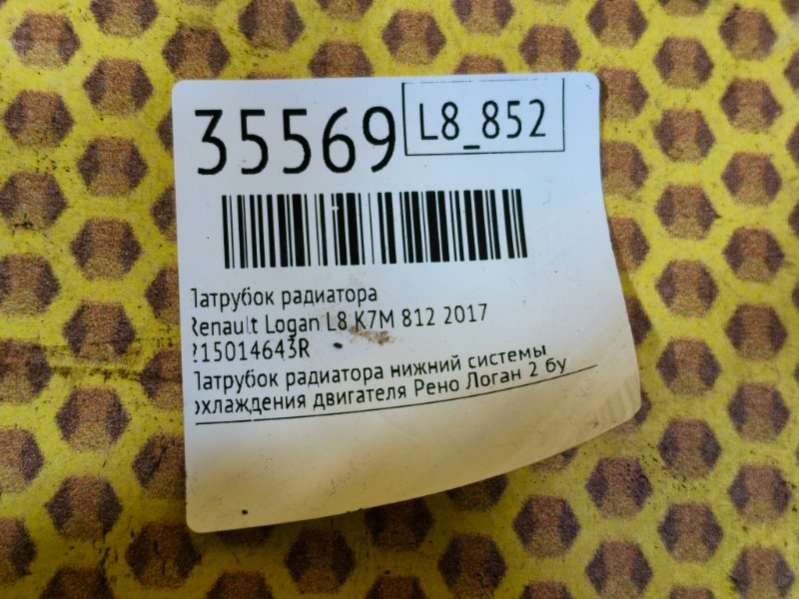 35569
L8_852
Патрубок радиатора
Renault Logan L8 K7M 812 2017
215014643R
Патрубок радиатора нижний системы
охлаждения двигателя Рено Логан 2 бу